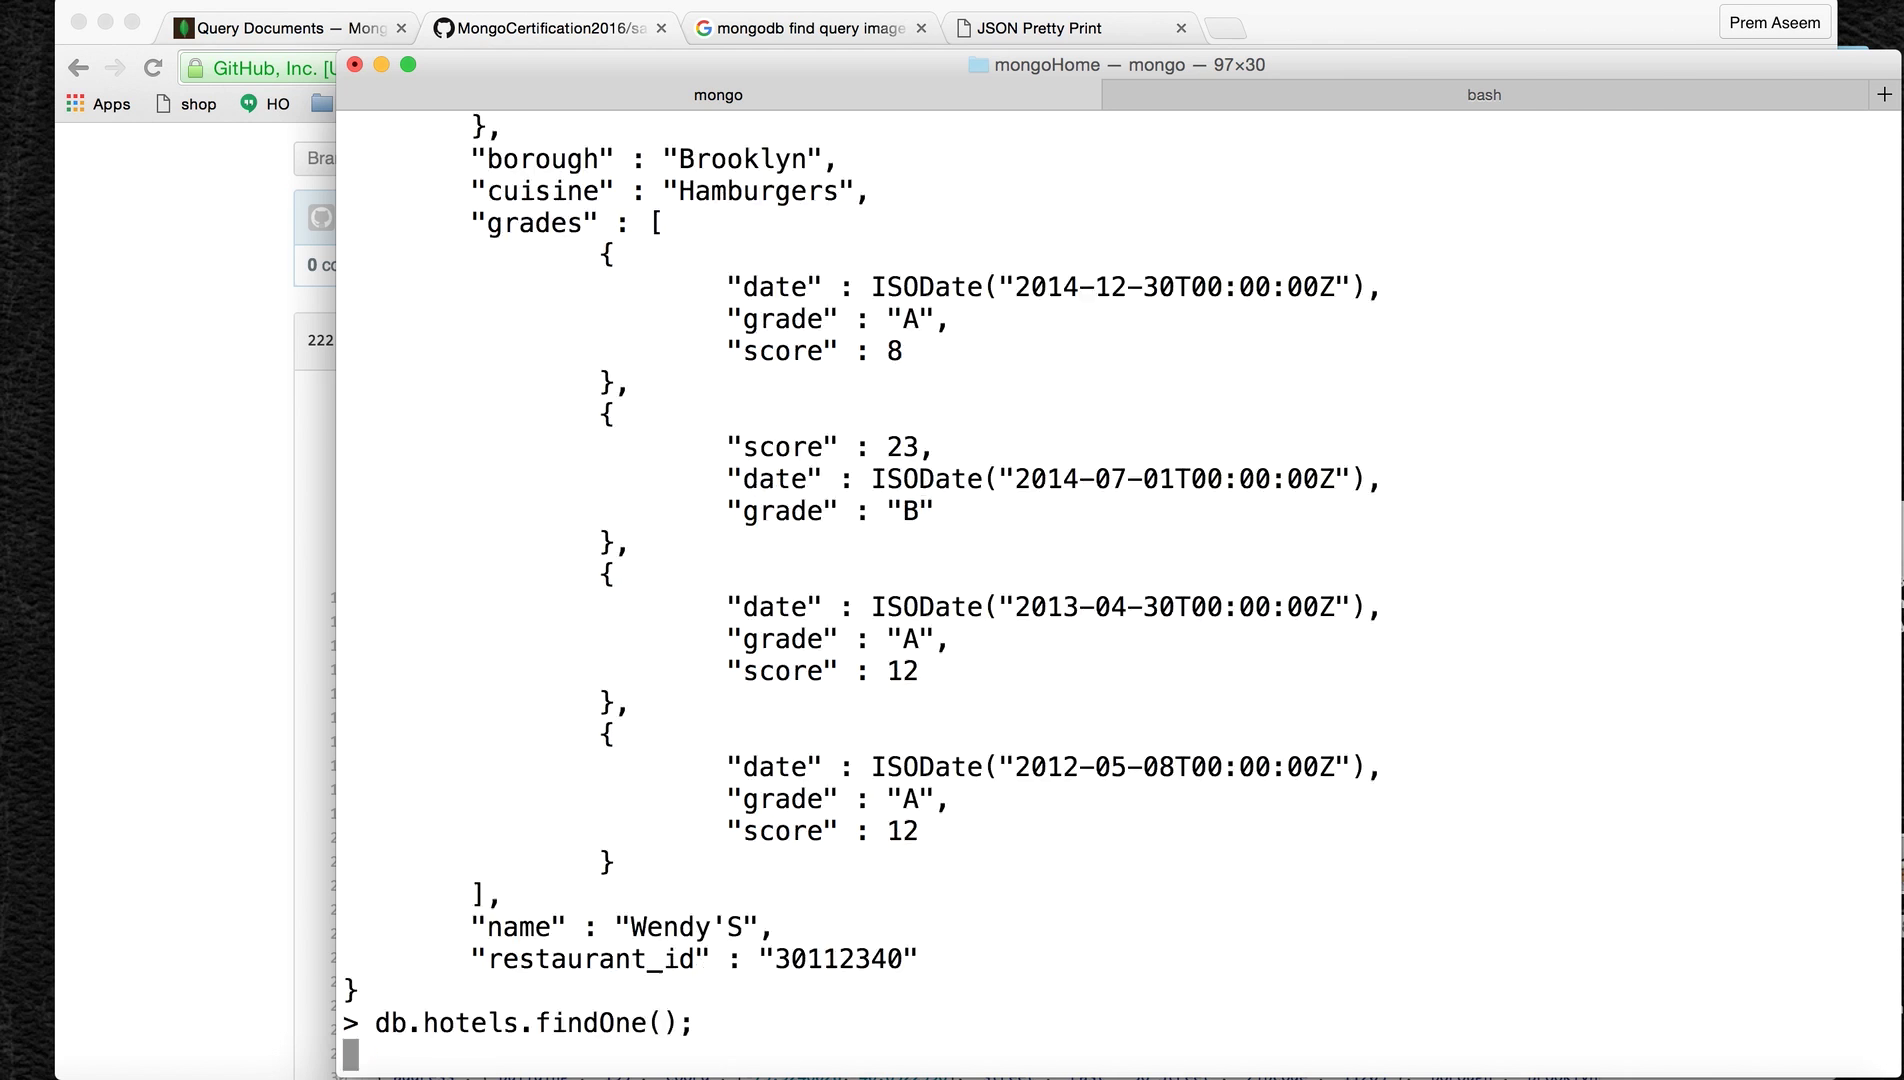 Query Documents — Mong
MongoCertification2016/sa
mongodb find query image
JSON Pretty Print
Prem Aseem
GitHub, Inc. [U
mongoHome — mongo — 97×30
Apps
shop
HO
mongo
bash
+
Bra
0 co
222
},
"borough" : "Brooklyn",
"cuisine" : "Hamburgers",
"grades" : [
{
"date" : ISODate("2014-12-30T00:00:00Z"),
"grade" : "A",
"score" : 8
},
{
"score" : 23,
"date" : ISODate("2014-07-01T00:00:00Z"),
"grade" : "B"
},
{
"date" : ISODate("2013-04-30T00:00:00Z"),
"grade" : "A",
"score" : 12
},
{
"date" : ISODate("2012-05-08T00:00:00Z"),
"grade" : "A",
"score" : 12
}
],
"name" : "Wendy'S",
"restaurant_id" : "30112340"
}
> db.hotels.findOne();